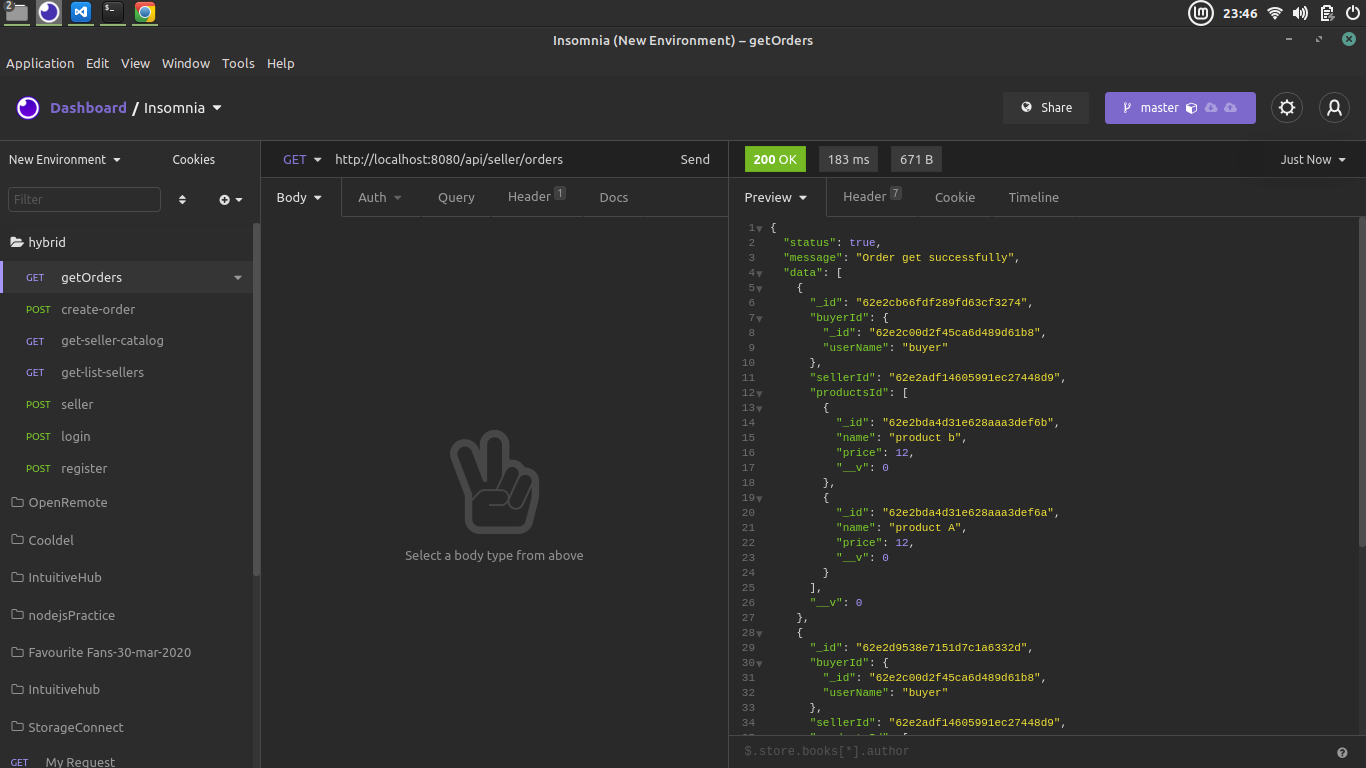 2
23:46
Insomnia (New Environment) – getOrders
Application Edit View Window Tools Help
Dashboard / Insomnia
Share
master
New Environment
Cookies
GET http://localhost:8080/api/seller/orders Send
200 OK 183 ms 671 B
Just Now
Filter
Body Auth Query Header 1 Docs
Preview Header 7 Cookie Timeline
hybrid
GET getOrders
POST create-order
GET get-seller-catalog
GET get-list-sellers
POST seller
POST login
POST register
OpenRemote
Cooldel
IntuitiveHub
nodejsPractice
Favourite Fans-30-mar-2020
Intuitivehub
StorageConnect
GET My Request
Select a body type from above
1 {
2 "status": true,
3 "message": "Order get successfully",
4 "data": [
5 {
6 "_id": "62e2cb66fdf289fd63cf3274",
7 "buyerId": {
8 "_id": "62e2c00d2f45ca6d489d61b8",
9 "userName": "buyer"
10 },
11 "sellerId": "62e2adf14605991ec27448d9",
12 "productsId": [
13 {
14 "_id": "62e2bda4d31e628aaa3def6b",
15 "name": "product b",
16 "price": 12,
17 "__v": 0
18 },
19 {
20 "_id": "62e2bda4d31e628aaa3def6a",
21 "name": "product A",
22 "price": 12,
23 "__v": 0
24 }
25 ],
26 "__v": 0
27 },
28 {
29 "_id": "62e2d9538e7151d7c1a6332d",
30 "buyerId": {
31 "_id": "62e2c00d2f45ca6d489d61b8",
32 "userName": "buyer"
33 },
34 "sellerId": "62e2adf14605991ec27448d9",
$.store.books[*].author